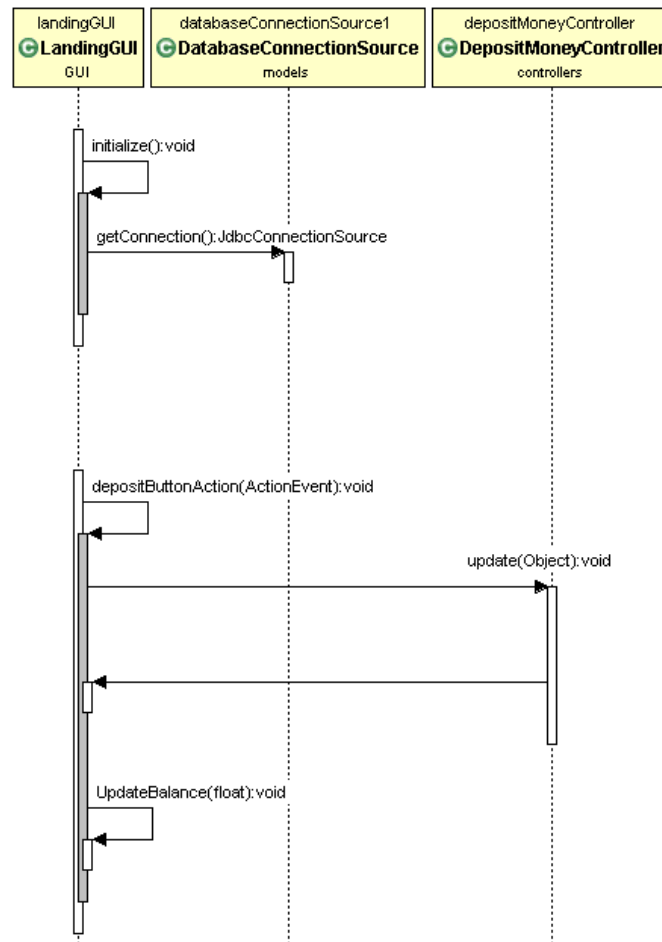 landingGUI
LandingGUI
GUI
databaseConnectionSource1
DatabaseConnectionSource
models
depositMoneyController
DepositMoneyController
controllers
initialize():void
getConnection():JdbcConnectionSource
depositButtonAction(ActionEvent):void
update(Object):void
UpdateBalance(float):void